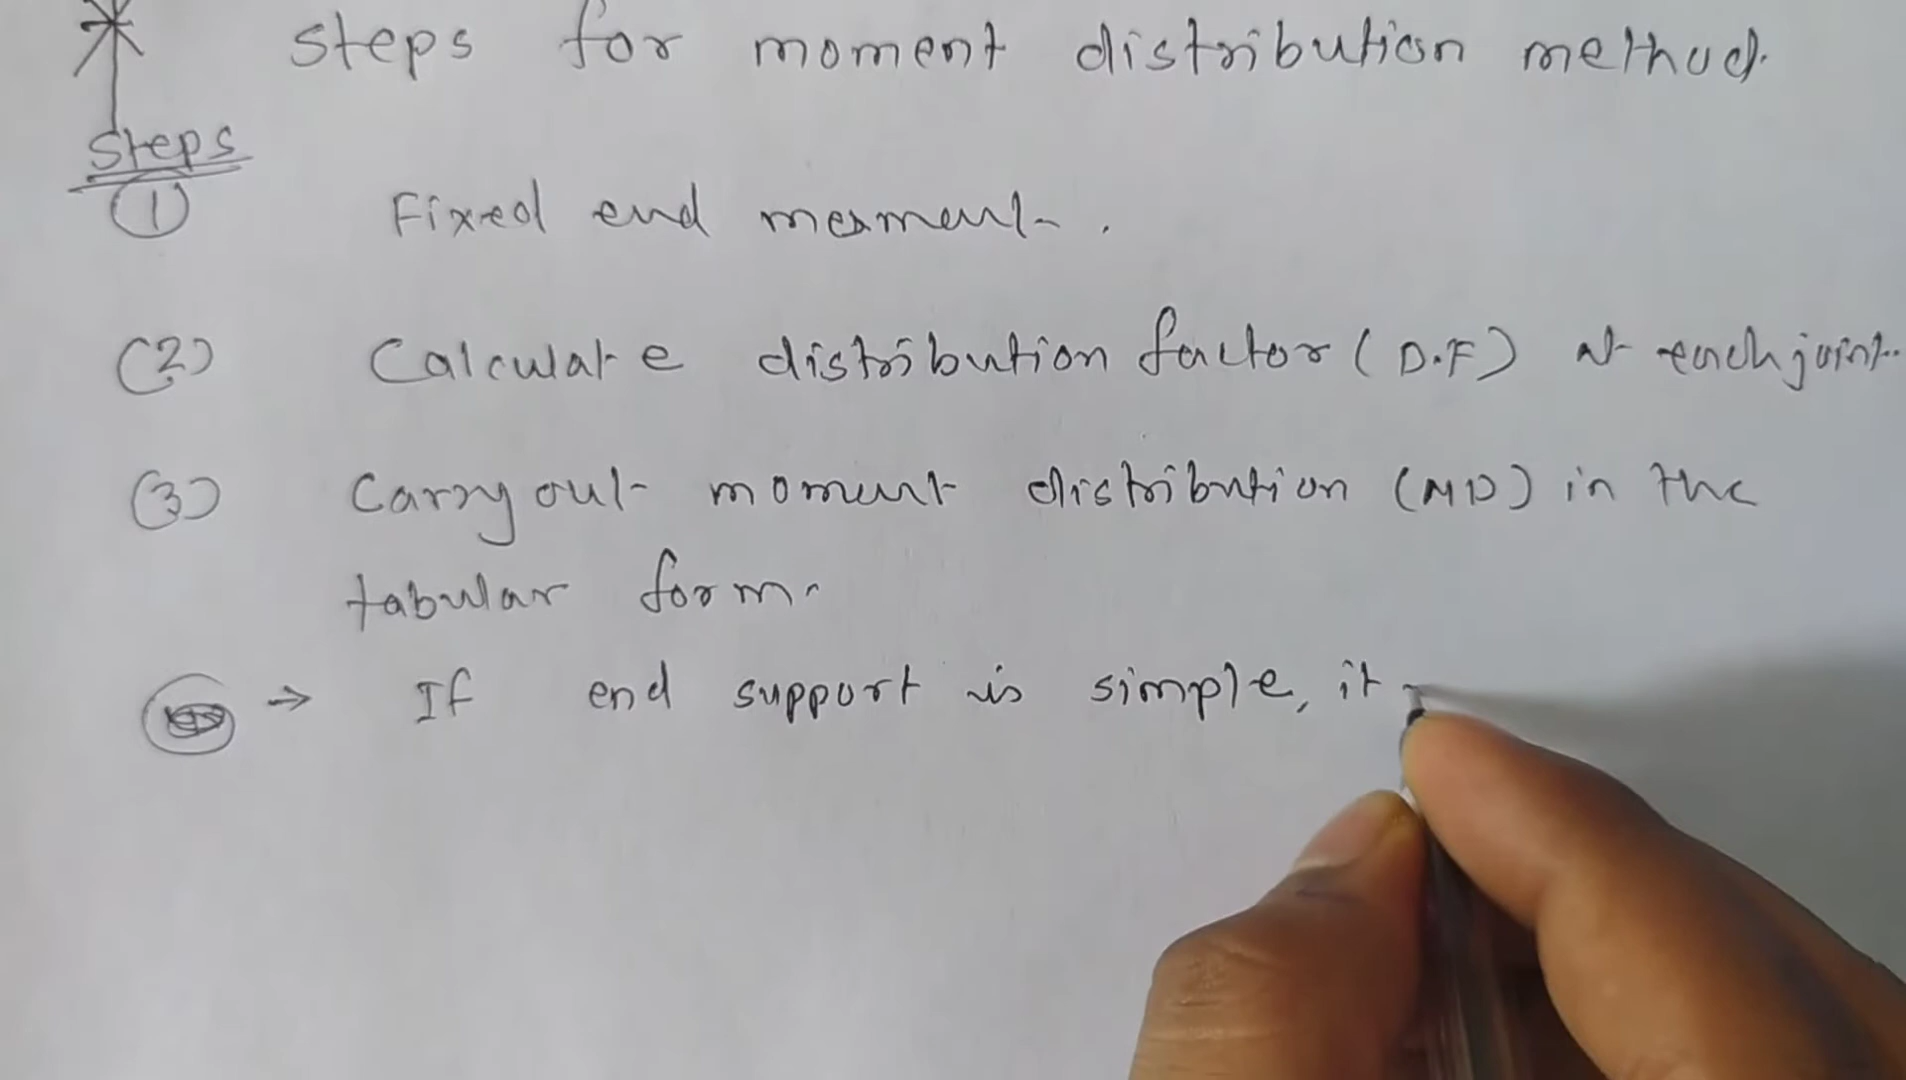 steps for moment distribution method.
Steps
(1) Fixed end moment.
(2) Calculate distribution factor (D.F) at each joint.
(3) Carry out moment distribution (MD) in the
tabular form.
→ If end support is simple, it